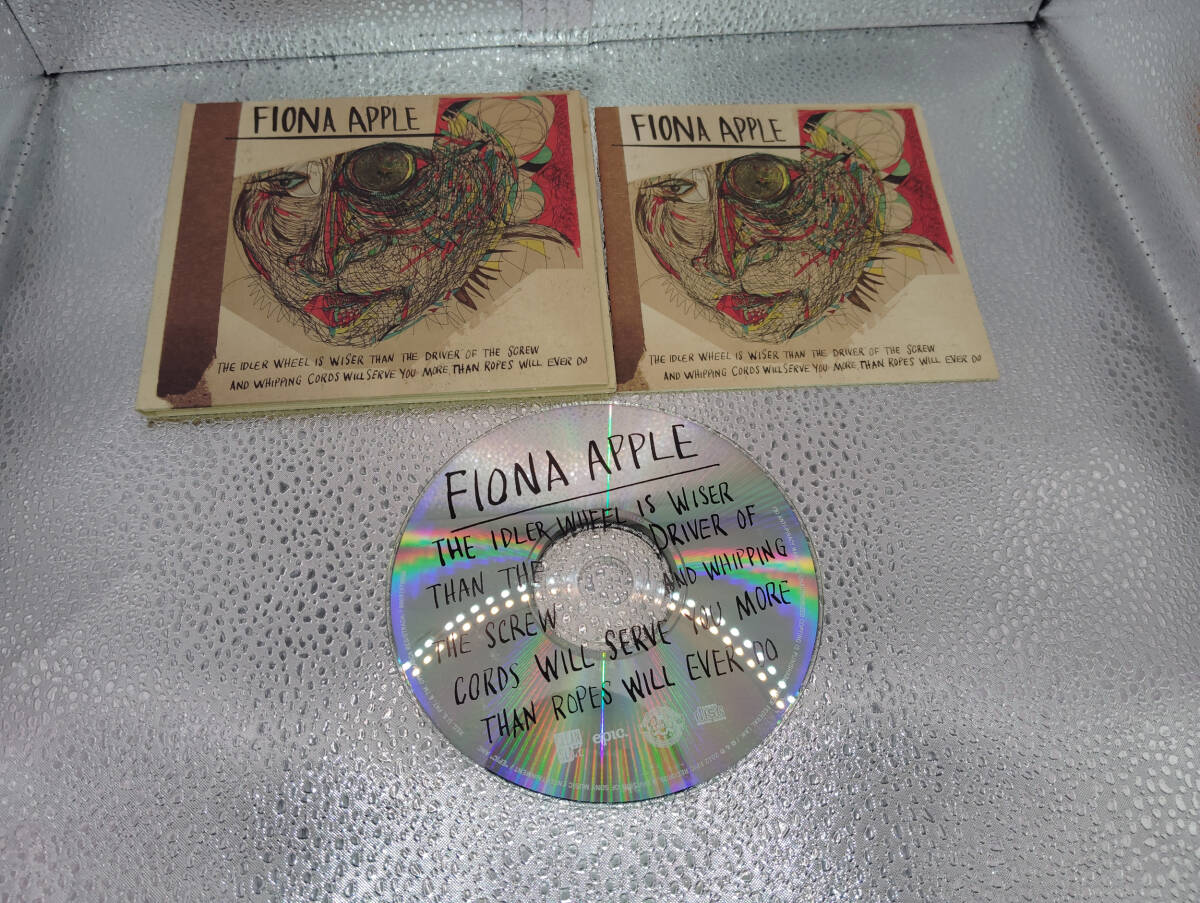 FIONA APPLE
THE IDLER WHEEL IS WISER THAN THE DRIVER OF THE SCREW
AND WHIPPING CORDS WILL SERVE YOU MORE THAN ROPES WILL EVER DO
FIONA APPLE
THE IDLER WHEEL IS WISER THAN THE DRIVER OF THE SCREW
AND WHIPPING CORDS WILL SERVE YOU MORE THAN ROPES WILL EVER DO
FIONA APPLE
THE IDLER WHEEL IS WISER
THAN THE DRIVER OF
THE SCREW AND WHIPPING
CORDS WILL SERVE YOU MORE
THAN ROPES WILL EVER DO
epic.